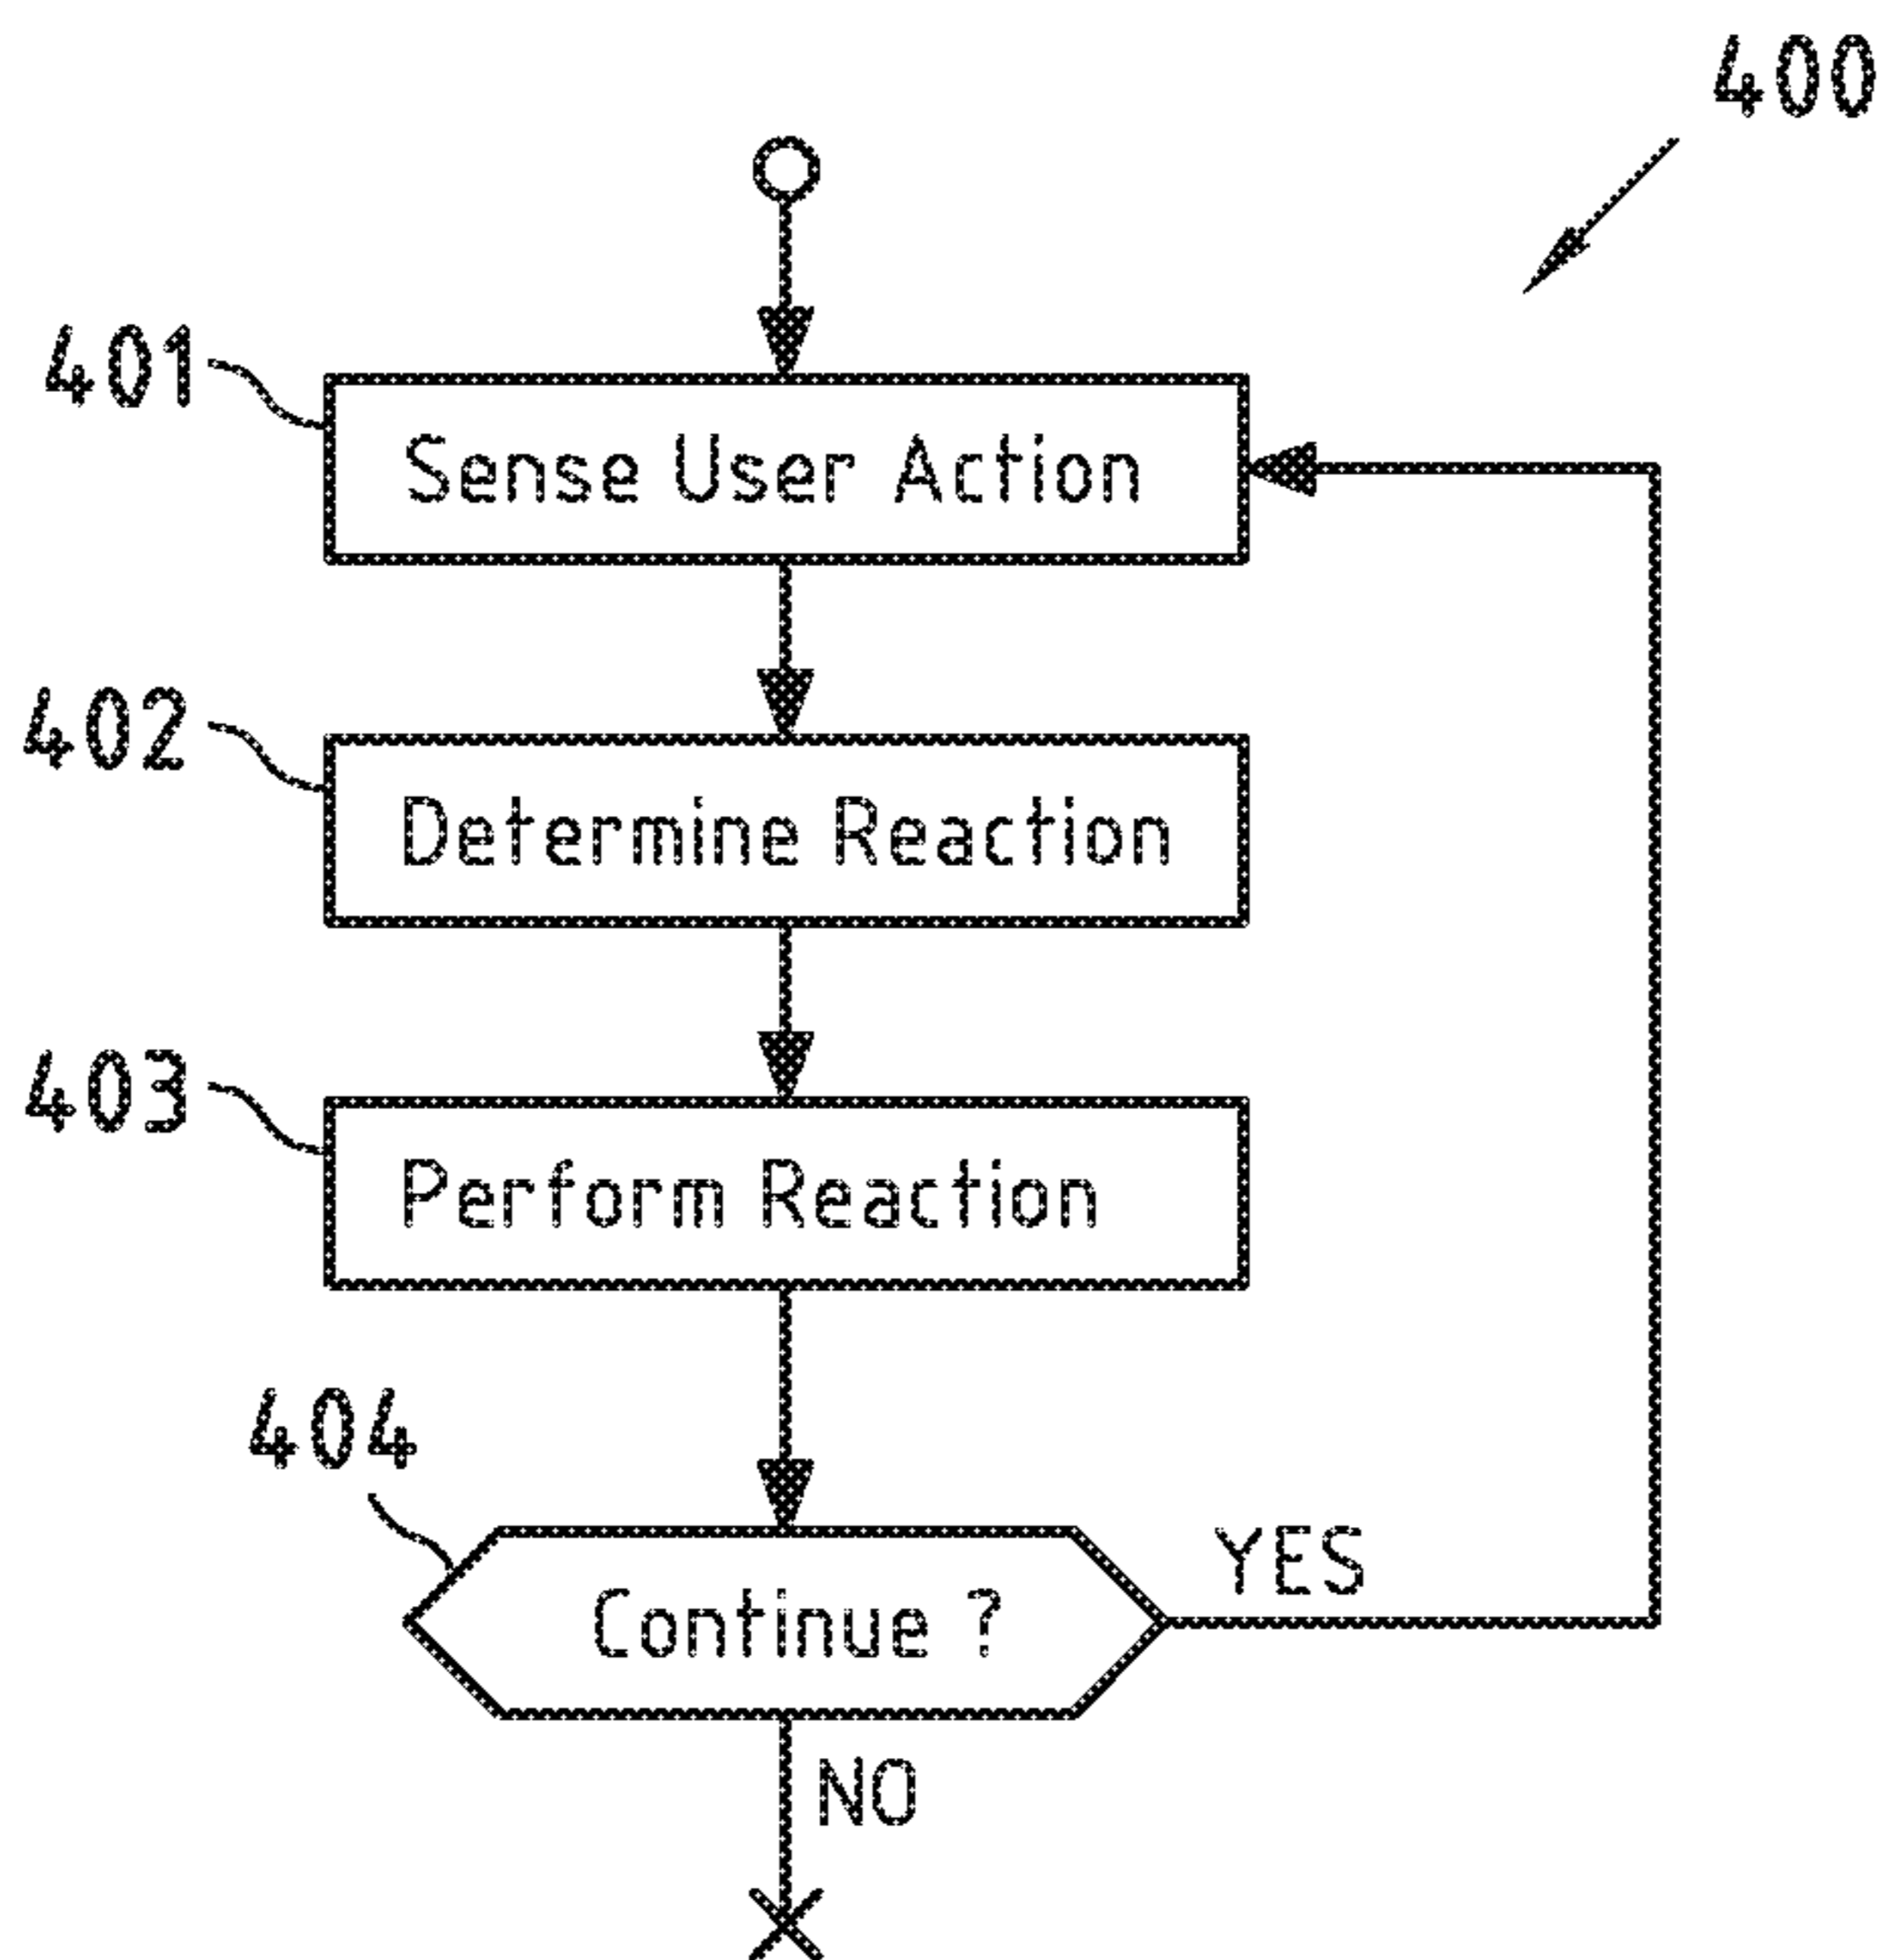 400
401
Sense User Action
402
Determine Reaction
403
Perform Reaction
404
Continue ?
YES
NO